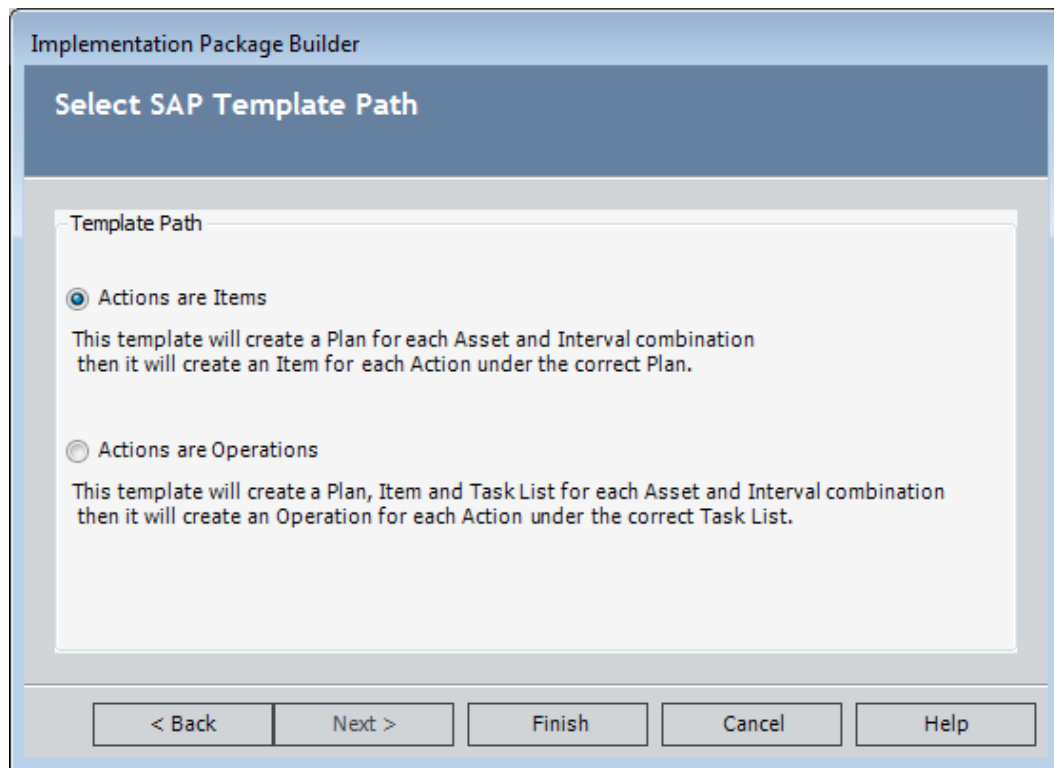 Implementation Package Builder
Select SAP Template Path
Template Path
Actions are Items
This template will create a Plan for each Asset and Interval combination
then it will create an Item for each Action under the correct Plan.
Actions are Operations
This template will create a Plan, Item and Task List for each Asset and Interval combination
then it will create an Operation for each Action under the correct Task List.
< Back
Next >
Finish
Cancel
Help